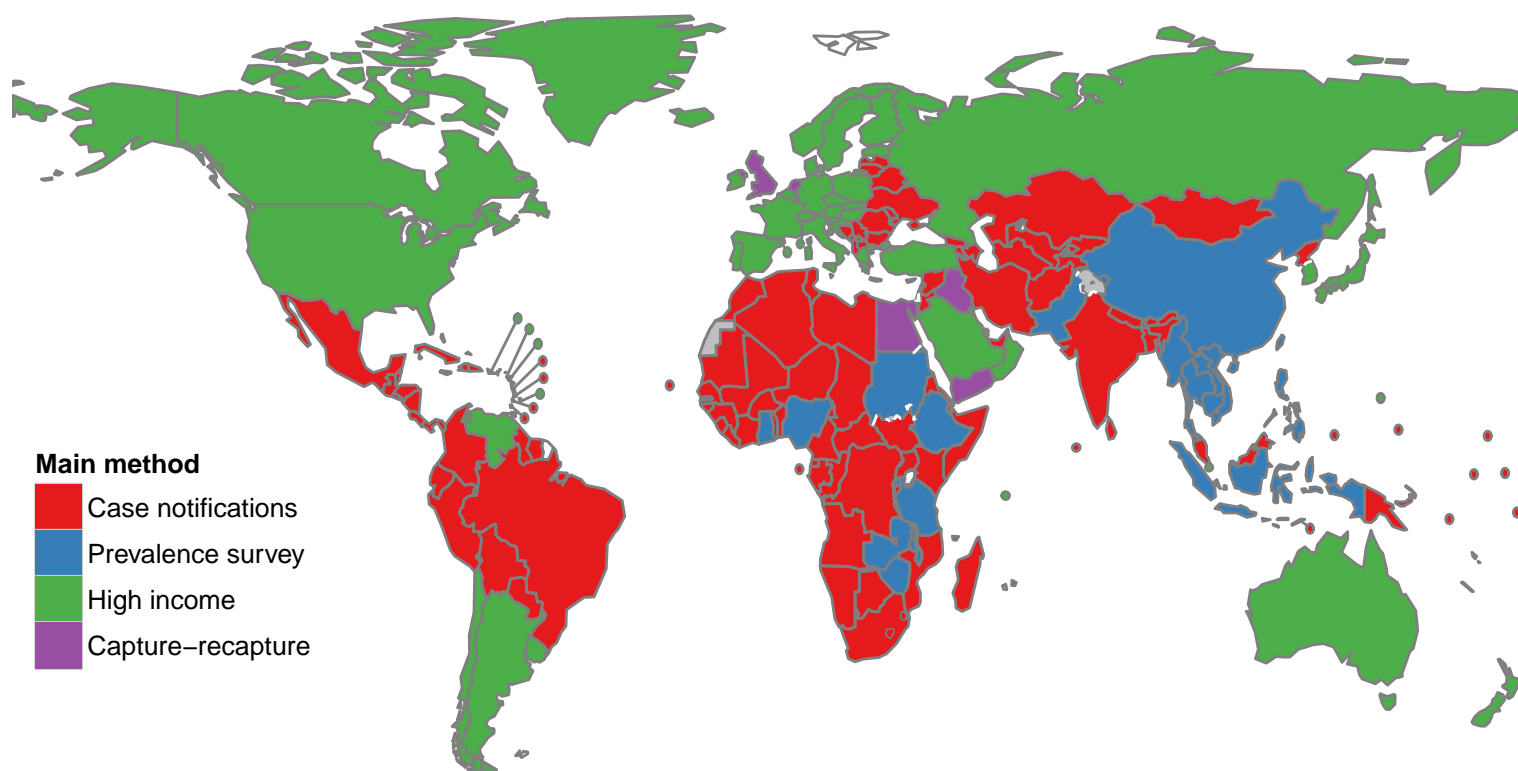 Main method
Case notifications
Prevalence survey
High income
Capture−recapture